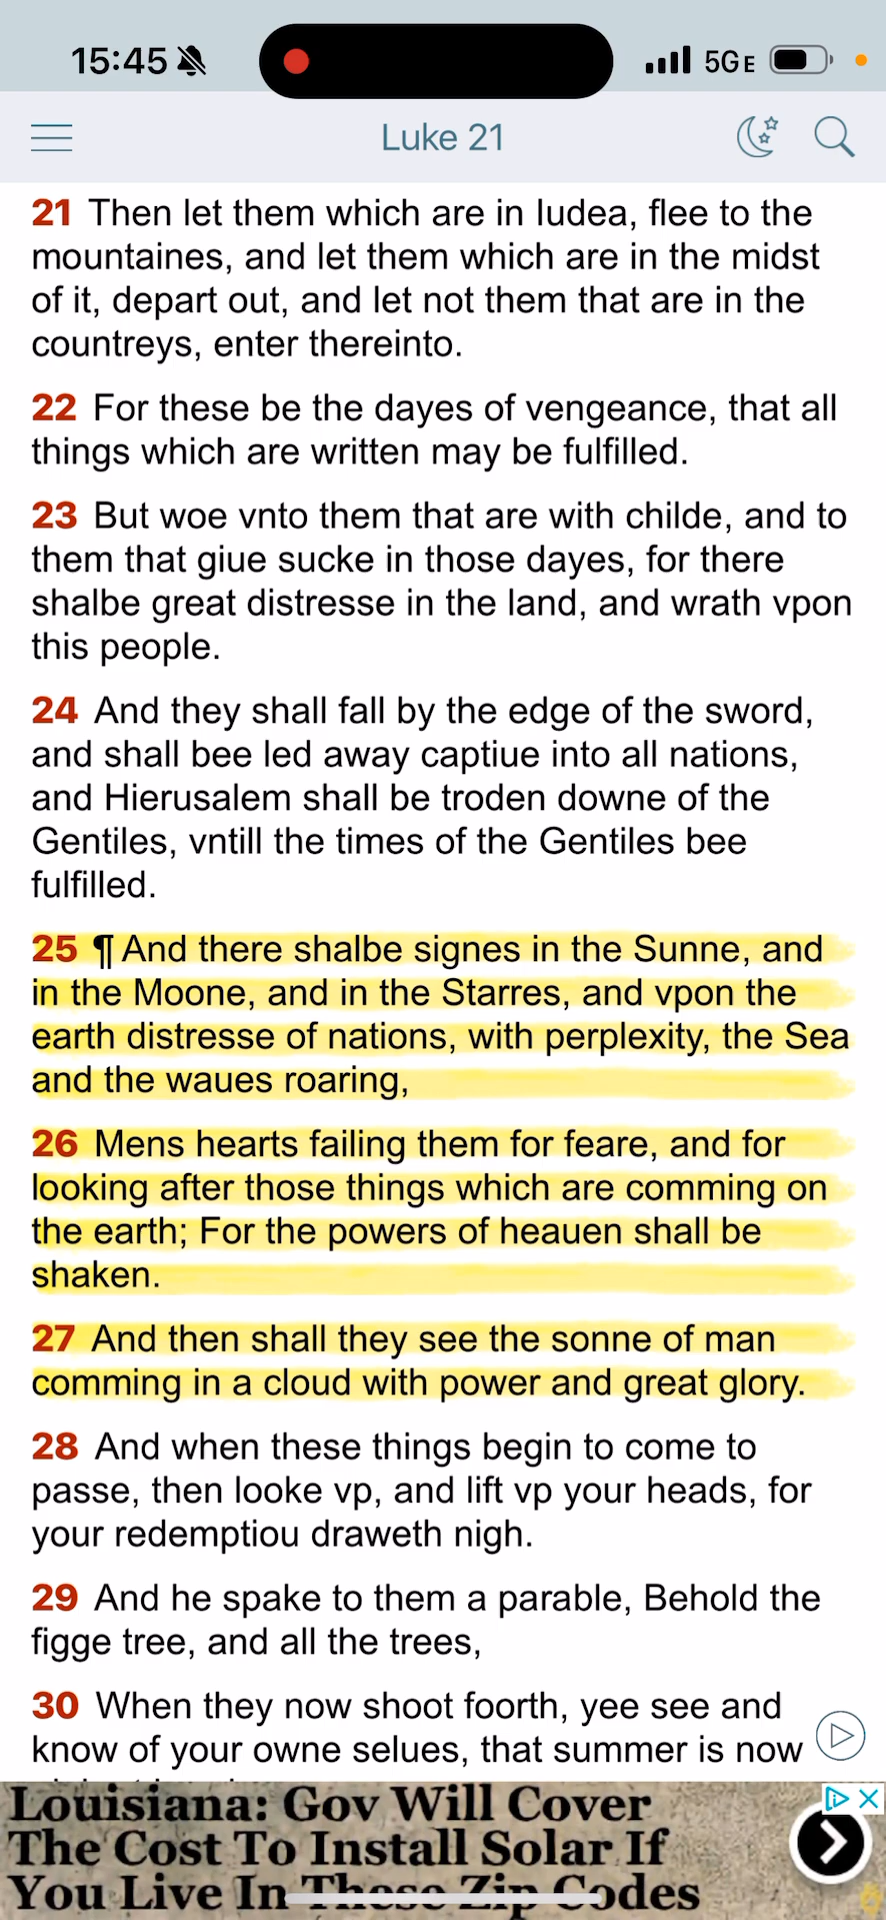 15:45
5GE
Luke 21
21 Then let them which are in Iudea, flee to the
mountaines, and let them which are in the midst
of it, depart out, and let not them that are in the
countreys, enter thereinto.
22 For these be the dayes of vengeance, that all
things which are written may be fulfilled.
23 But woe vnto them that are with childe, and to
them that giue sucke in those dayes, for there
shalbe great distresse in the land, and wrath vpon
this people.
24 And they shall fall by the edge of the sword,
and shall bee led away captiue into all nations,
and Hierusalem shall be troden downe of the
Gentiles, vntill the times of the Gentiles bee
fulfilled.
25 ¶ And there shalbe signes in the Sunne, and
in the Moone, and in the Starres, and vpon the
earth distresse of nations, with perplexity, the Sea
and the waues roaring,
26 Mens hearts failing them for feare, and for
looking after those things which are comming on
the earth; For the powers of heauen shall be
shaken.
27 And then shall they see the sonne of man
comming in a cloud with power and great glory.
28 And when these things begin to come to
passe, then looke vp, and lift vp your heads, for
your redemptiou draweth nigh.
29 And he spake to them a parable, Behold the
figge tree, and all the trees,
30 When they now shoot foorth, yee see and
know of your owne selues, that summer is now
Louisiana: Gov Will Cover
The Cost To Install Solar If
You Live In These Zip Codes